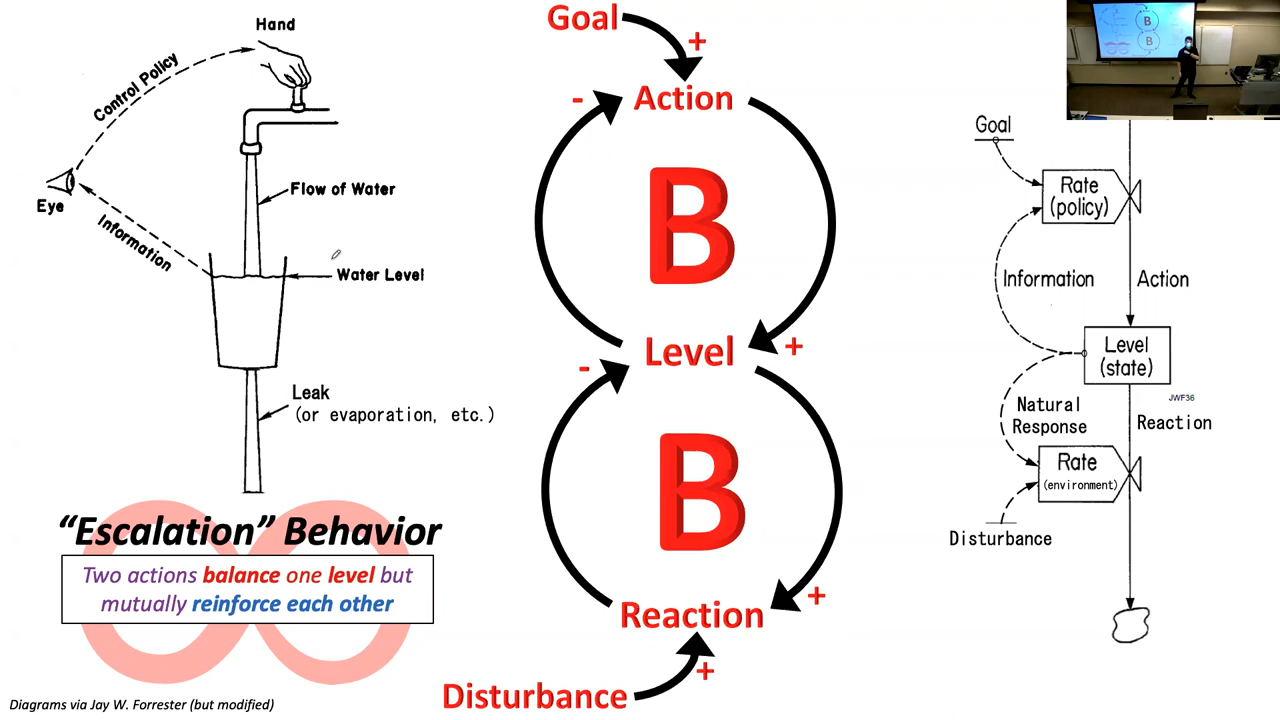 Hand
Control Policy
Eye
Information
Flow of Water
Water Level
Leak
(or evaporation, etc.)
“Escalation” Behavior
Two actions balance one level but
mutually reinforce each other
Diagrams via Jay W. Forrester (but modified)
Goal
+
-
Action
B
Level
+
-
B
Reaction
+
+
Disturbance
Goal
Rate
(policy)
Information
Action
Level
(state)
JWF36
Natural
Response
Reaction
Rate
(environment)
Disturbance
B
B